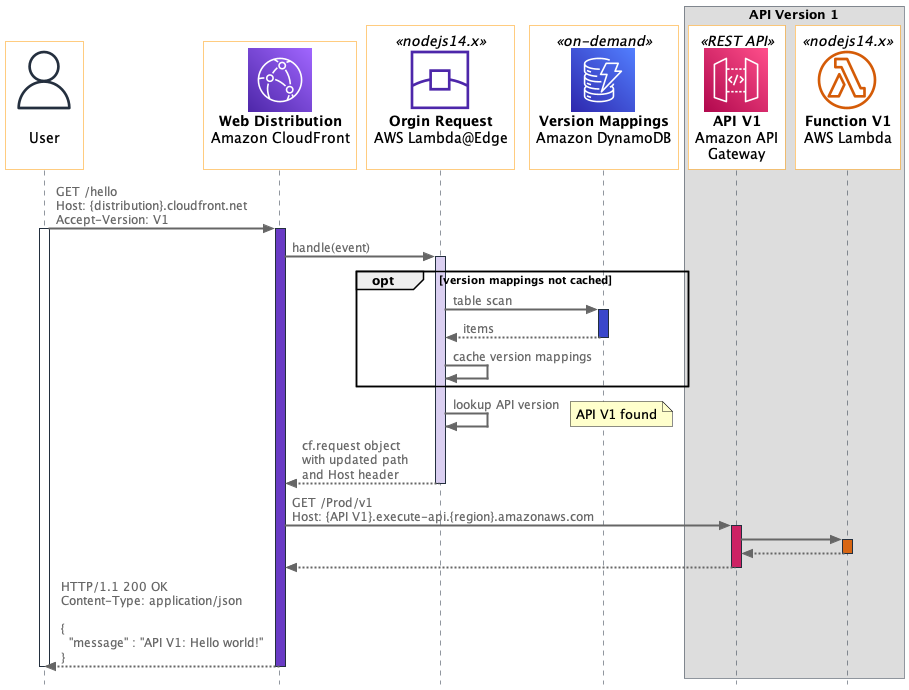 API Version 1
«nodejs14.x»
«on-demand»
«REST API»
«nodejs14.x»
User
Web Distribution
Amazon CloudFront
Orgin Request
AWS Lambda@Edge
Version Mappings
Amazon DynamoDB
API V1
Amazon API
Gateway
Function V1
AWS Lambda
GET /hello
Host: {distribution}.cloudfront.net
Accept-Version: V1
handle(event)
opt
[version mappings not cached]
table scan
items
cache version mappings
lookup API version
API V1 found
cf.request object
with updated path
and Host header
GET /Prod/v1
Host: {API V1}.execute-api.{region}.amazonaws.com
HTTP/1.1 200 OK
Content-Type: application/json
{
"message" : "API V1: Hello world!"
}